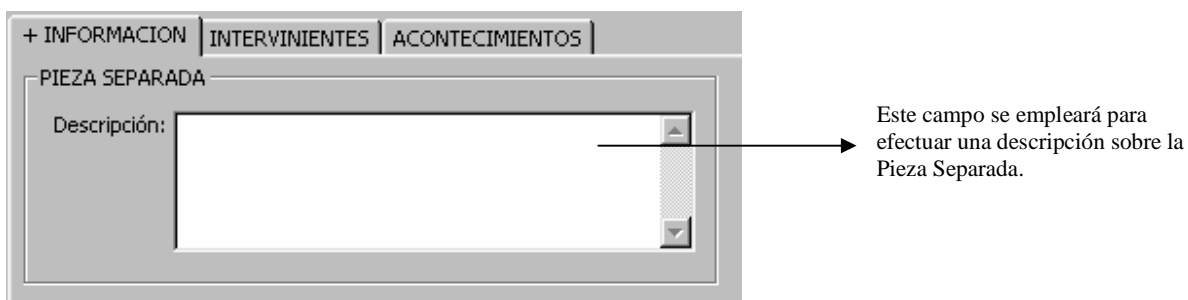 + INFORMACION INTERVINIENTES ACONTECIMIENTOS
PIEZA SEPARADA
Descripción:
Este campo se empleará para
efectuar una descripción sobre la
Pieza Separada.